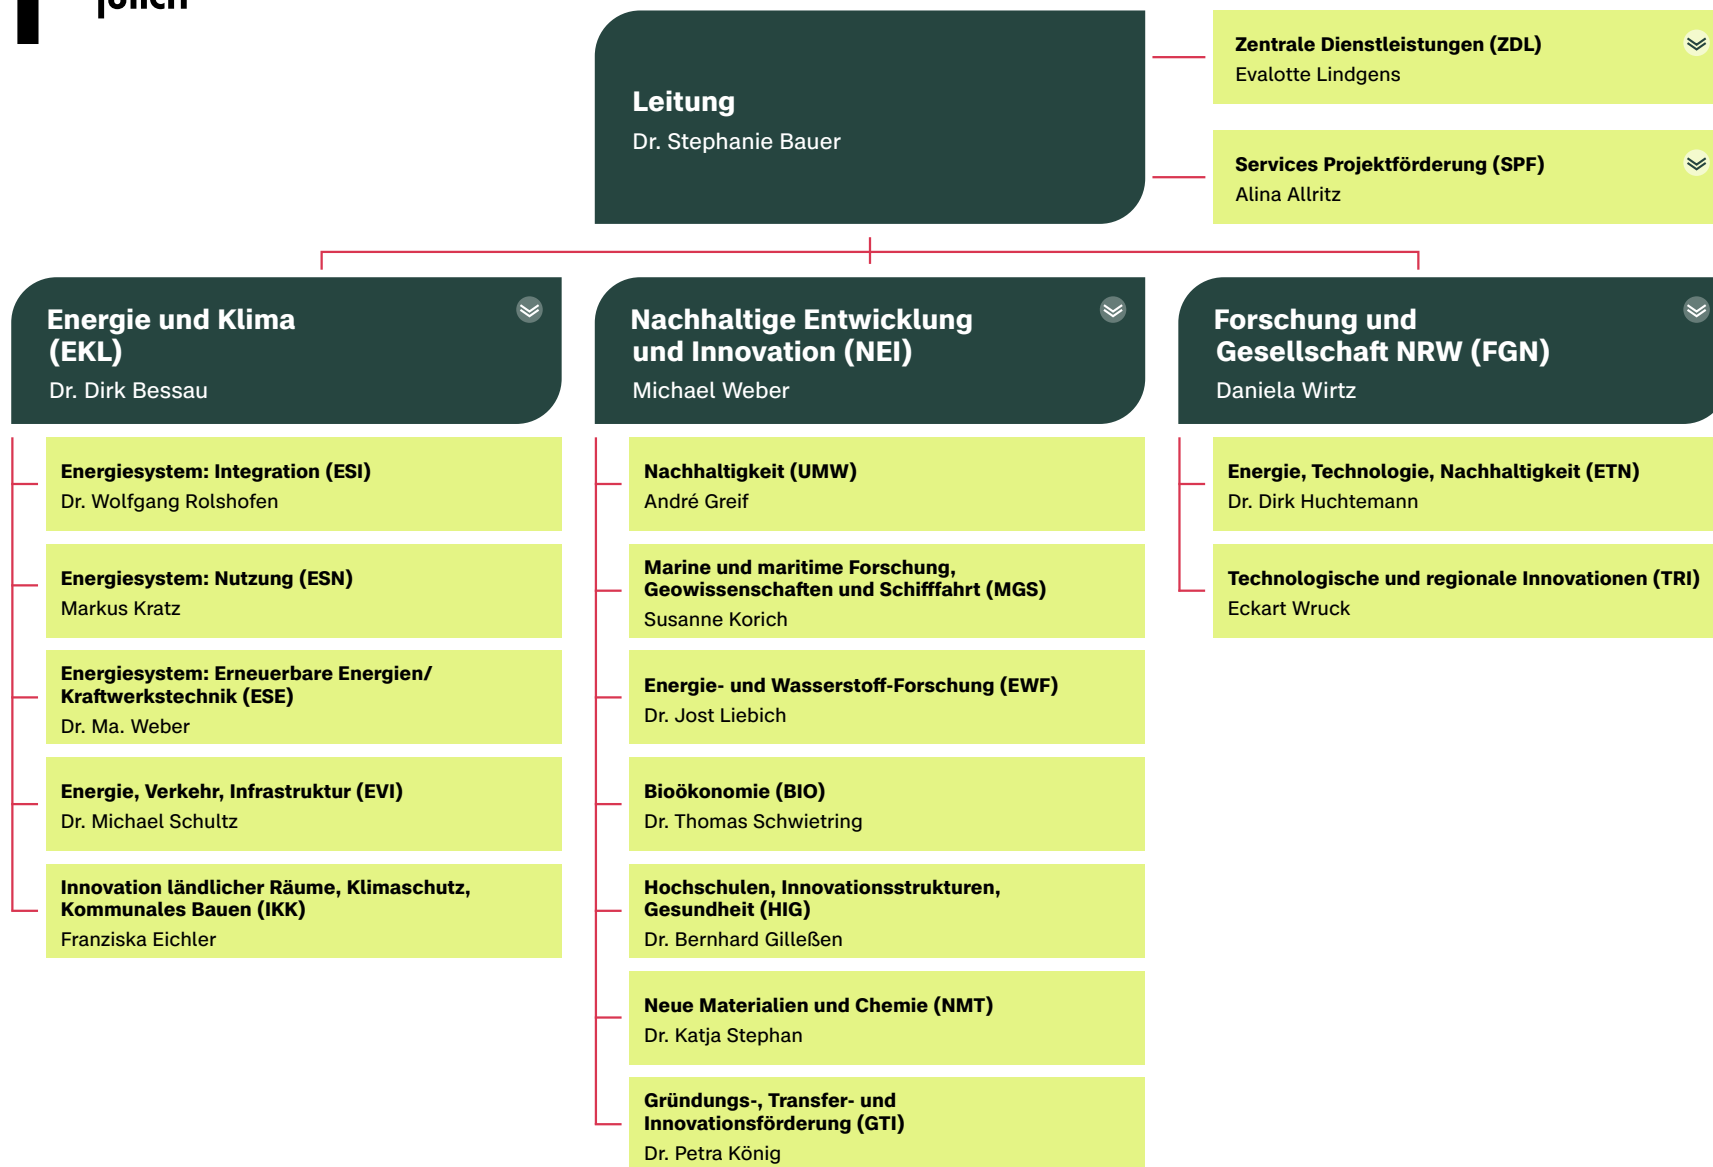 Leitung
Dr. Stephanie Bauer
Zentrale Dienstleistungen (ZDL)
Evalotte Lindgens
Services Projektförderung (SPF)
Alina Allritz
Energie und Klima
(EKL)
Dr. Dirk Bessau
Energiesystem: Integration (ESI)
Dr. Wolfgang Rolshofen
Energiesystem: Nutzung (ESN)
Markus Kratz
Energiesystem: Erneuerbare Energien/
Kraftwerkstechnik (ESE)
Dr. Ma. Weber
Energie, Verkehr, Infrastruktur (EVI)
Dr. Michael Schultz
Innovation ländlicher Räume, Klimaschutz,
Kommunales Bauen (IKK)
Franziska Eichler
Nachhaltige Entwicklung
und Innovation (NEI)
Michael Weber
Nachhaltigkeit (UMW)
André Greif
Marine und maritime Forschung,
Geowissenschaften und Schifffahrt (MGS)
Susanne Korich
Energie- und Wasserstoff-Forschung (EWF)
Dr. Jost Liebich
Bioökonomie (BIO)
Dr. Thomas Schwietring
Hochschulen, Innovationsstrukturen,
Gesundheit (HIG)
Dr. Bernhard Gilleßen
Neue Materialien und Chemie (NMT)
Dr. Katja Stephan
Gründungs-, Transfer- und
Innovationsförderung (GTI)
Dr. Petra König
Forschung und
Gesellschaft NRW (FGN)
Daniela Wirtz
Energie, Technologie, Nachhaltigkeit (ETN)
Dr. Dirk Huchtemann
Technologische und regionale Innovationen (TRI)
Eckart Wruck